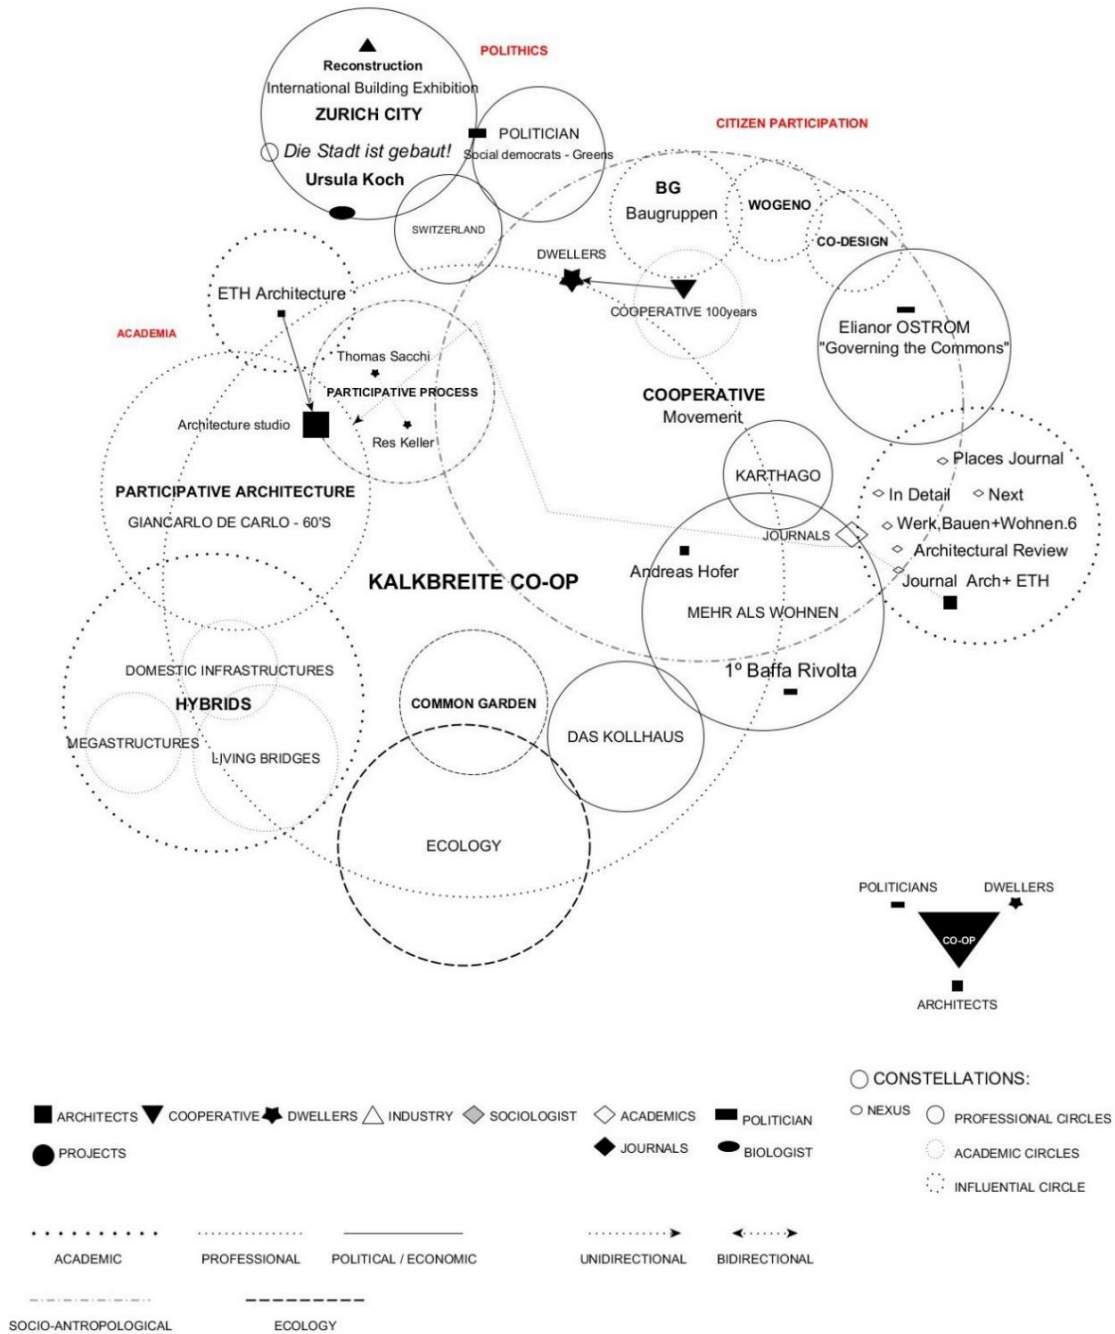 POLITHICS
Reconstruction
International Building Exhibition
ZURICH CITY
Die Stadt ist gebaut!
Ursula Koch
POLITICIAN
Social democrats - Greens
SWITZERLAND
CITIZEN PARTICIPATION
BG
Baugruppen
WOGENO
CO-DESIGN
DWELLERS
COOPERATIVE 100years
ETH Architecture
ACADEMIA
Elianor OSTROM
"Governing the Commons"
Thomas Sacchi
PARTICIPATIVE PROCESS
Res Keller
Architecture studio
COOPERATIVE
Movement
PARTICIPATIVE ARCHITECTURE
GIANCARLO DE CARLO - 60'S
KARTHAGO
JOURNALS
Places Journal
In Detail
Next
Werk,Bauen+Wohnen.6
Architectural Review
Journal Arch+ ETH
KALKBREITE CO-OP
Andreas Hofer
MEHR ALS WOHNEN
1º Baffa Rivolta
DOMESTIC INFRASTRUCTURES
HYBRIDS
MEGASTRUCTURES
LIVING BRIDGES
COMMON GARDEN
DAS KOLLHAUS
ECOLOGY
POLITICIANS
DWELLERS
CO-OP
ARCHITECTS
ARCHITECTS
COOPERATIVE
DWELLERS
INDUSTRY
SOCIOLOGIST
ACADEMICS
POLITICIAN
PROJECTS
JOURNALS
BIOLOGIST
CONSTELLATIONS:
NEXUS
PROFESSIONAL CIRCLES
ACADEMIC CIRCLES
INFLUENTIAL CIRCLE
ACADEMIC
PROFESSIONAL
POLITICAL / ECONOMIC
UNIDIRECTIONAL
BIDIRECTIONAL
SOCIO-ANTROPOLOGICAL
ECOLOGY